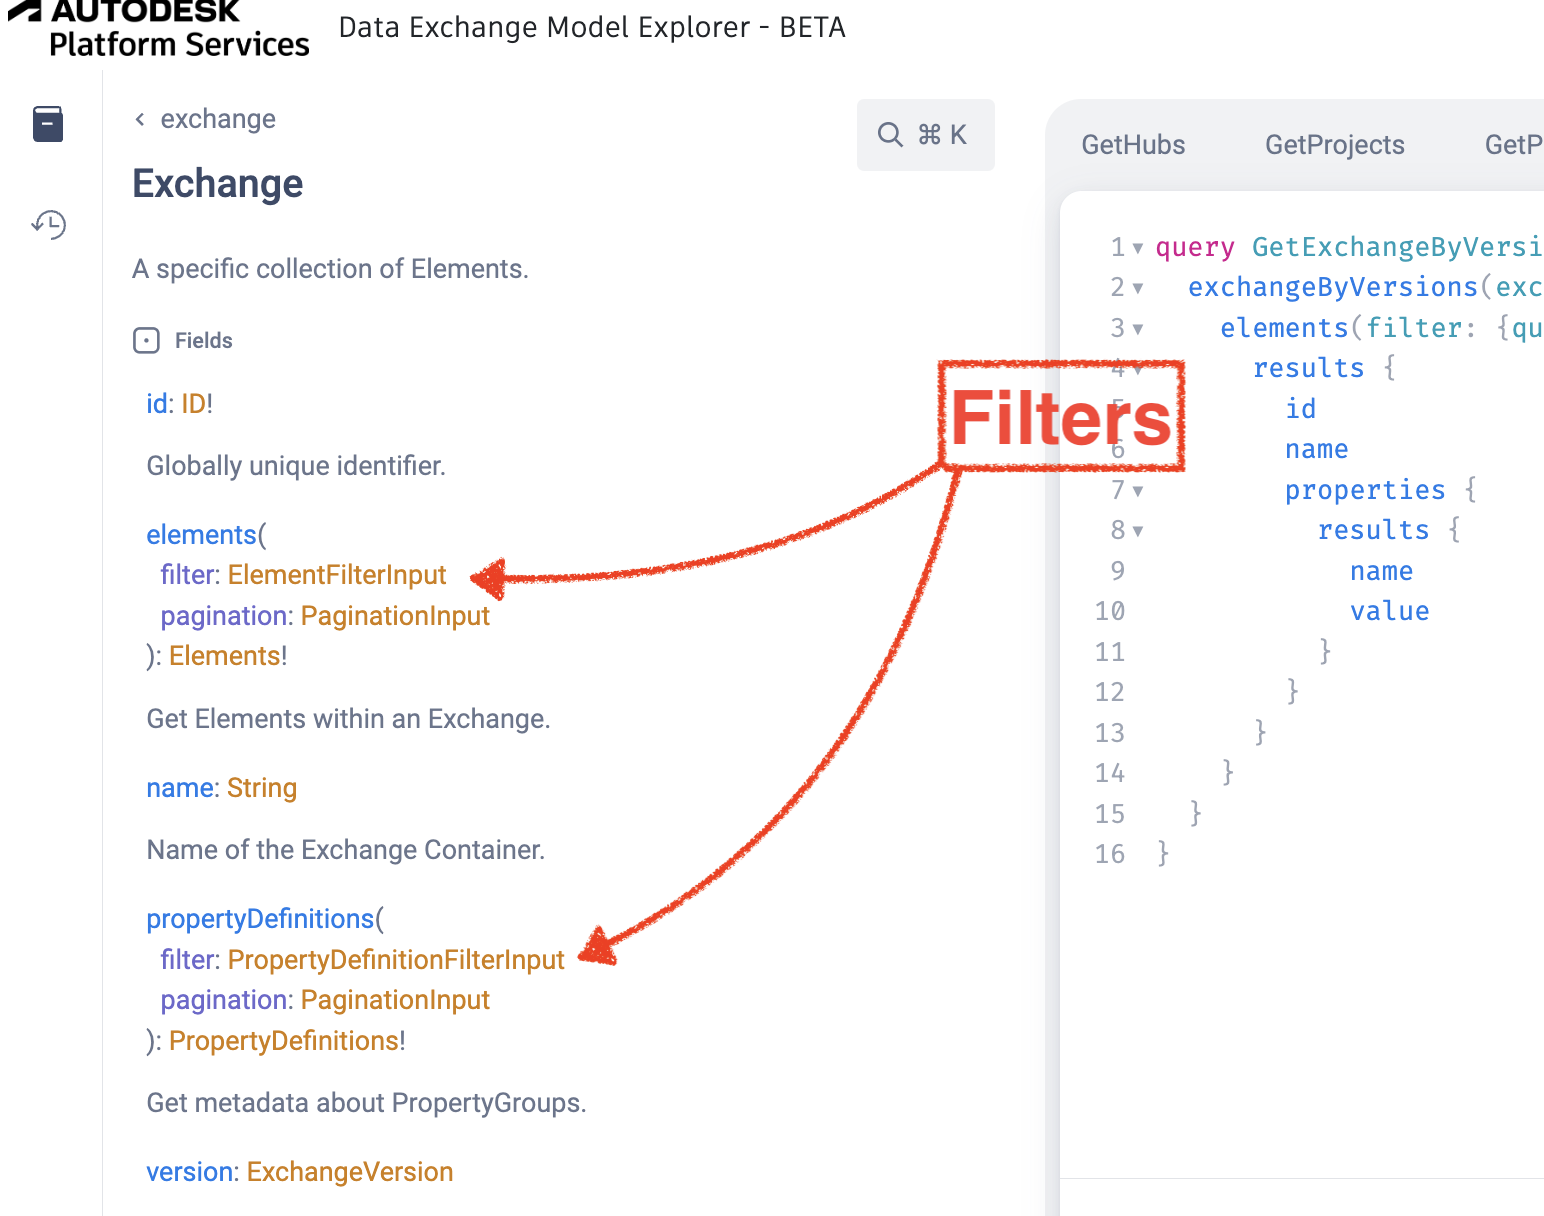 AUTODESK
Platform Services
Data Exchange Model Explorer - BETA
‹ exchange
⌘ K
Exchange
A specific collection of Elements.
Fields
id: ID!
Globally unique identifier.
elements(
filter: ElementFilterInput
pagination: PaginationInput
): Elements!
Get Elements within an Exchange.
name: String
Name of the Exchange Container.
propertyDefinitions(
filter: PropertyDefinitionFilterInput
pagination: PaginationInput
): PropertyDefinitions!
Get metadata about PropertyGroups.
version: ExchangeVersion
Filters
GetHubs GetProjects GetP
1 query GetExchangeByVersi
2 exchangeByVersions(exc
3 elements(filter: {qu
4 results {
5 id
6 name
7 properties {
8 results {
9 name
10 value
11 }
12 }
13 }
14 }
15 }
16 }